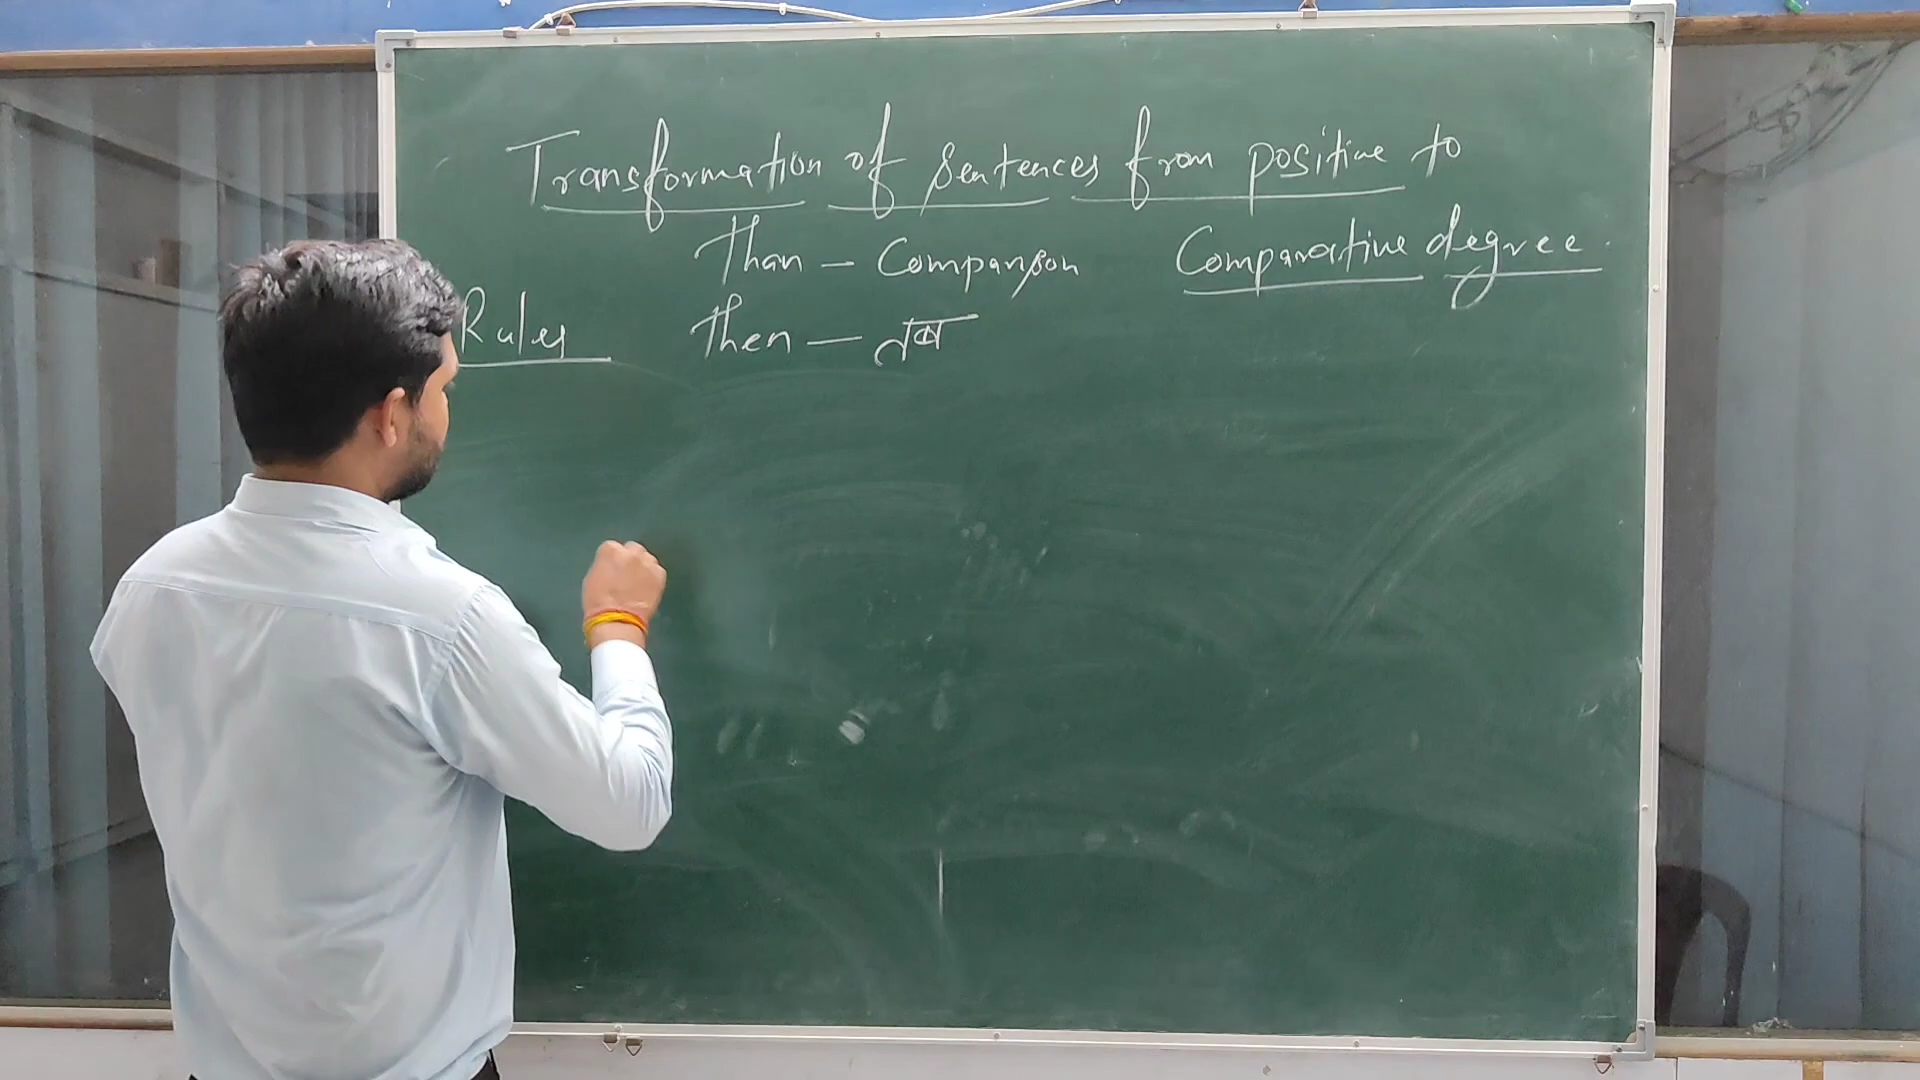 Transformation of sentences from positive to
Than – Comparison Comparative degree.
Rules Then – तब